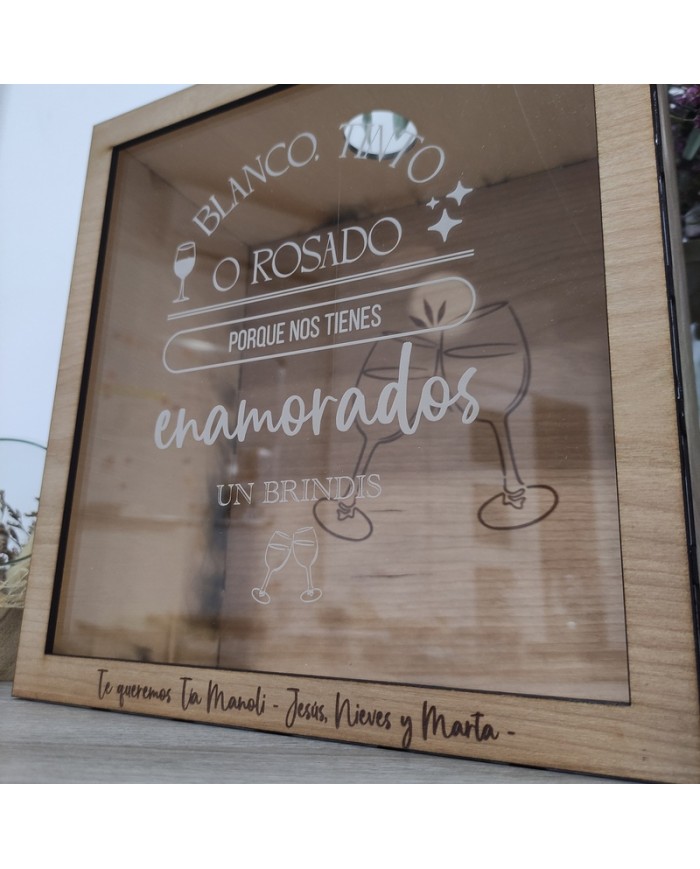 BLANCO, TINTO
O ROSADO
PORQUE NOS TIENES
enamorados
UN BRINDIS
Te queremos Tía Manoli - Jesús, Nieves y Marta -